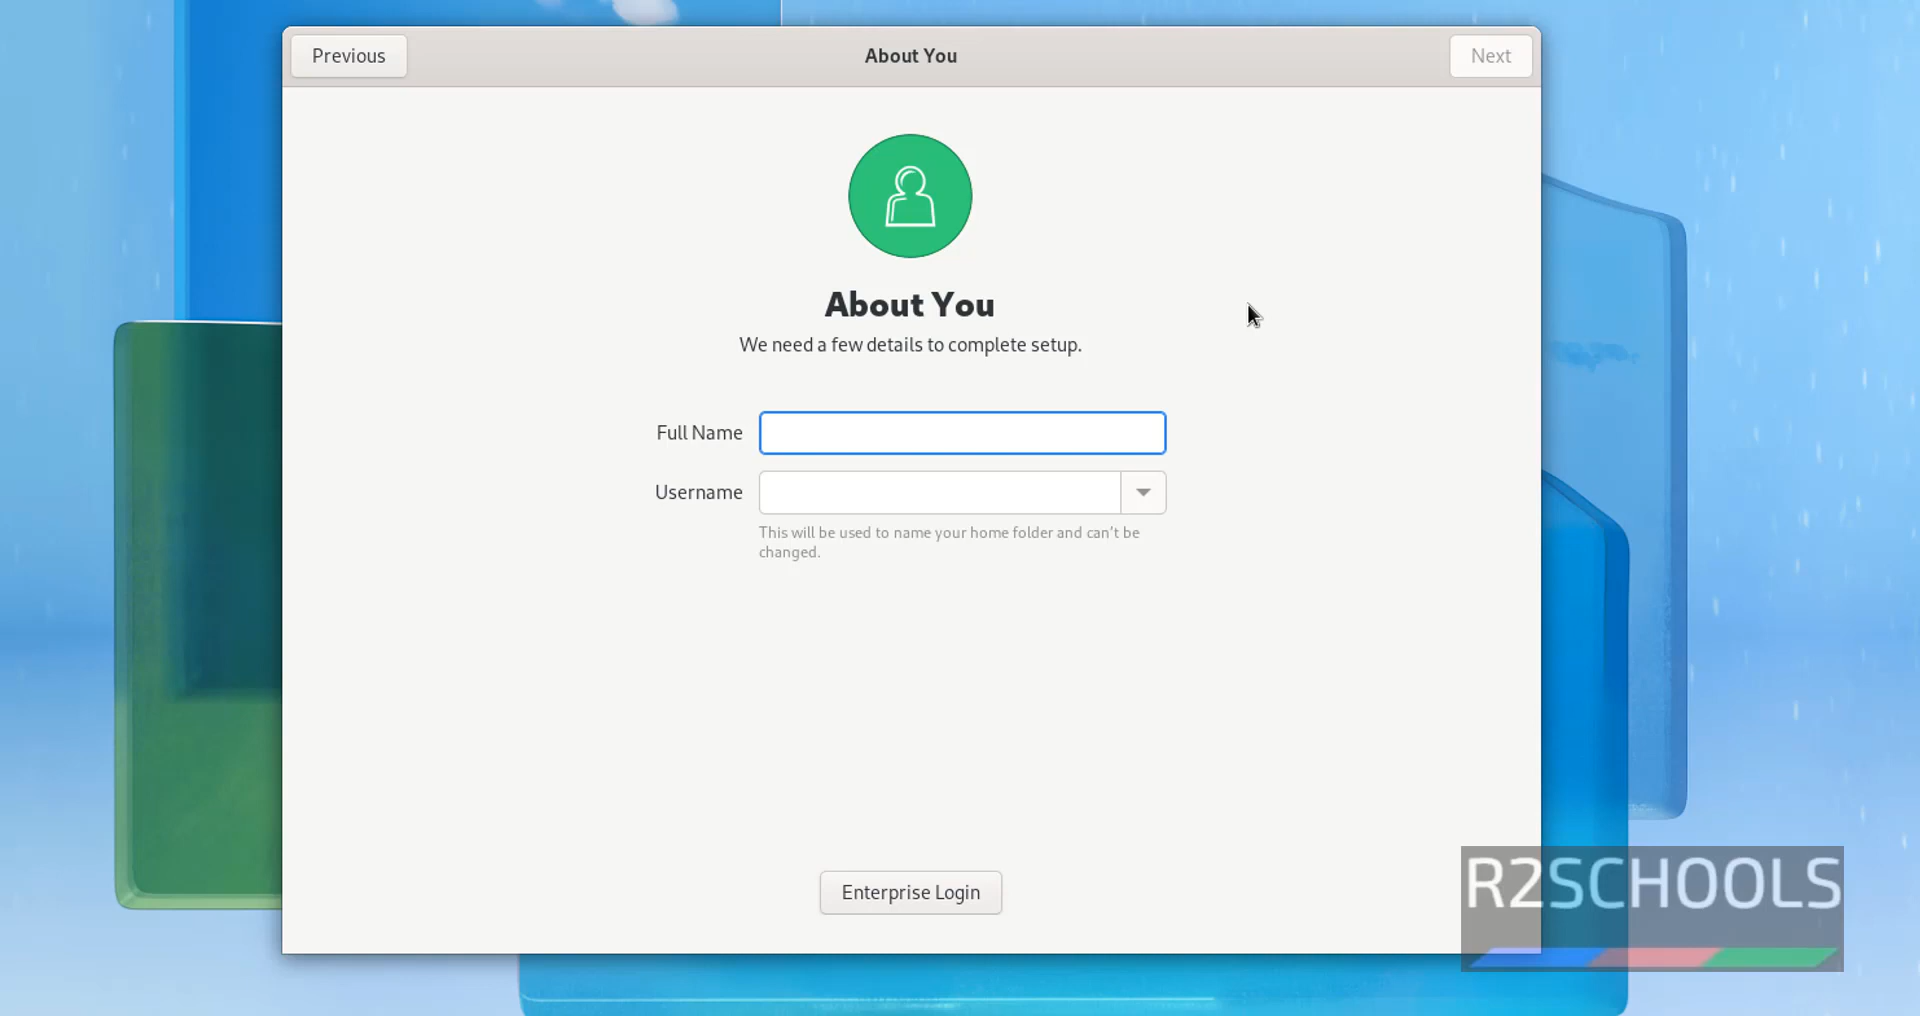 Previous
About You
Next
About You
We need a few details to complete setup.
Full Name
Username
This will be used to name your home folder and can't be
changed.
Enterprise Login
R2SCHOOLS